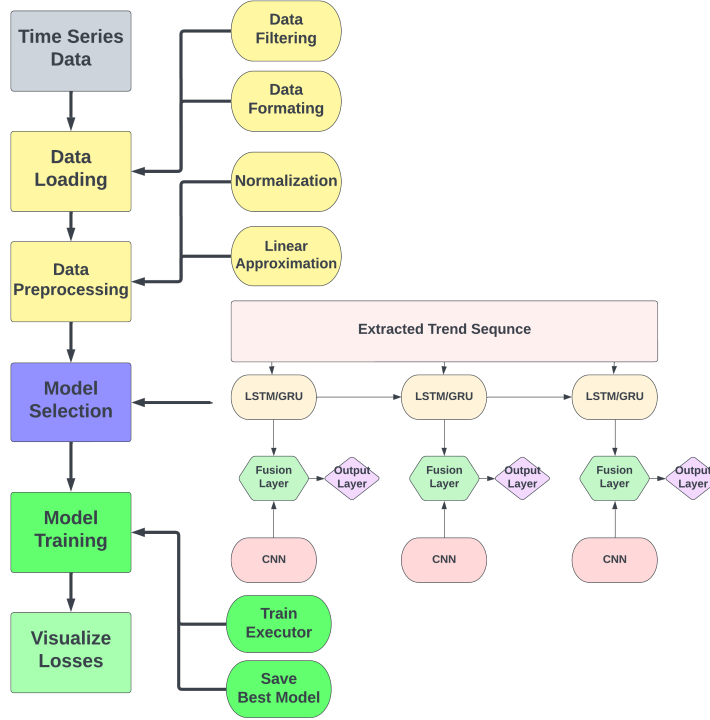 Time Series
Data
Data
Filtering
Data
Formating
Data
Loading
Normalization
Linear
Approximation
Data
Preprocessing
Extracted Trend Sequnce
Model
Selection
LSTM/GRU
LSTM/GRU
LSTM/GRU
Fusion
Layer
Output
Layer
Fusion
Layer
Output
Layer
Fusion
Layer
Output
Layer
CNN
CNN
CNN
Model
Training
Train
Executor
Visualize
Losses
Save
Best Model